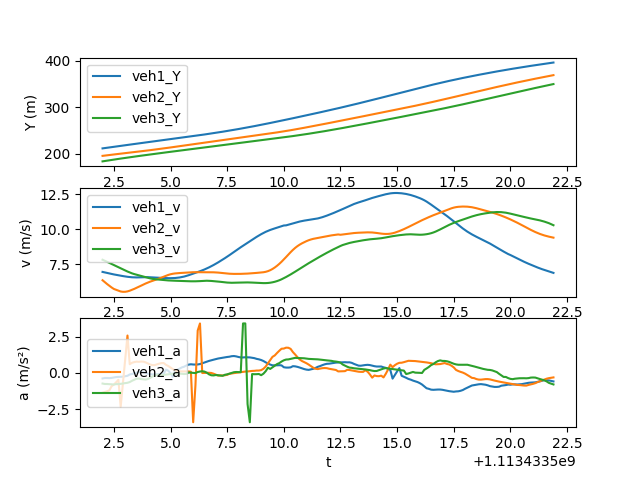 400
300
200
Y (m)
veh1_Y
veh2_Y
veh3_Y
2.5 5.0 7.5 10.0 12.5 15.0 17.5 20.0 22.5
12.5
10.0
7.5
v (m/s)
veh1_v
veh2_v
veh3_v
2.5 5.0 7.5 10.0 12.5 15.0 17.5 20.0 22.5
2.5
0.0
−2.5
a (m/s²)
veh1_a
veh2_a
veh3_a
2.5 5.0 7.5 10.0 12.5 15.0 17.5 20.0 22.5
t
+1.1134335e9